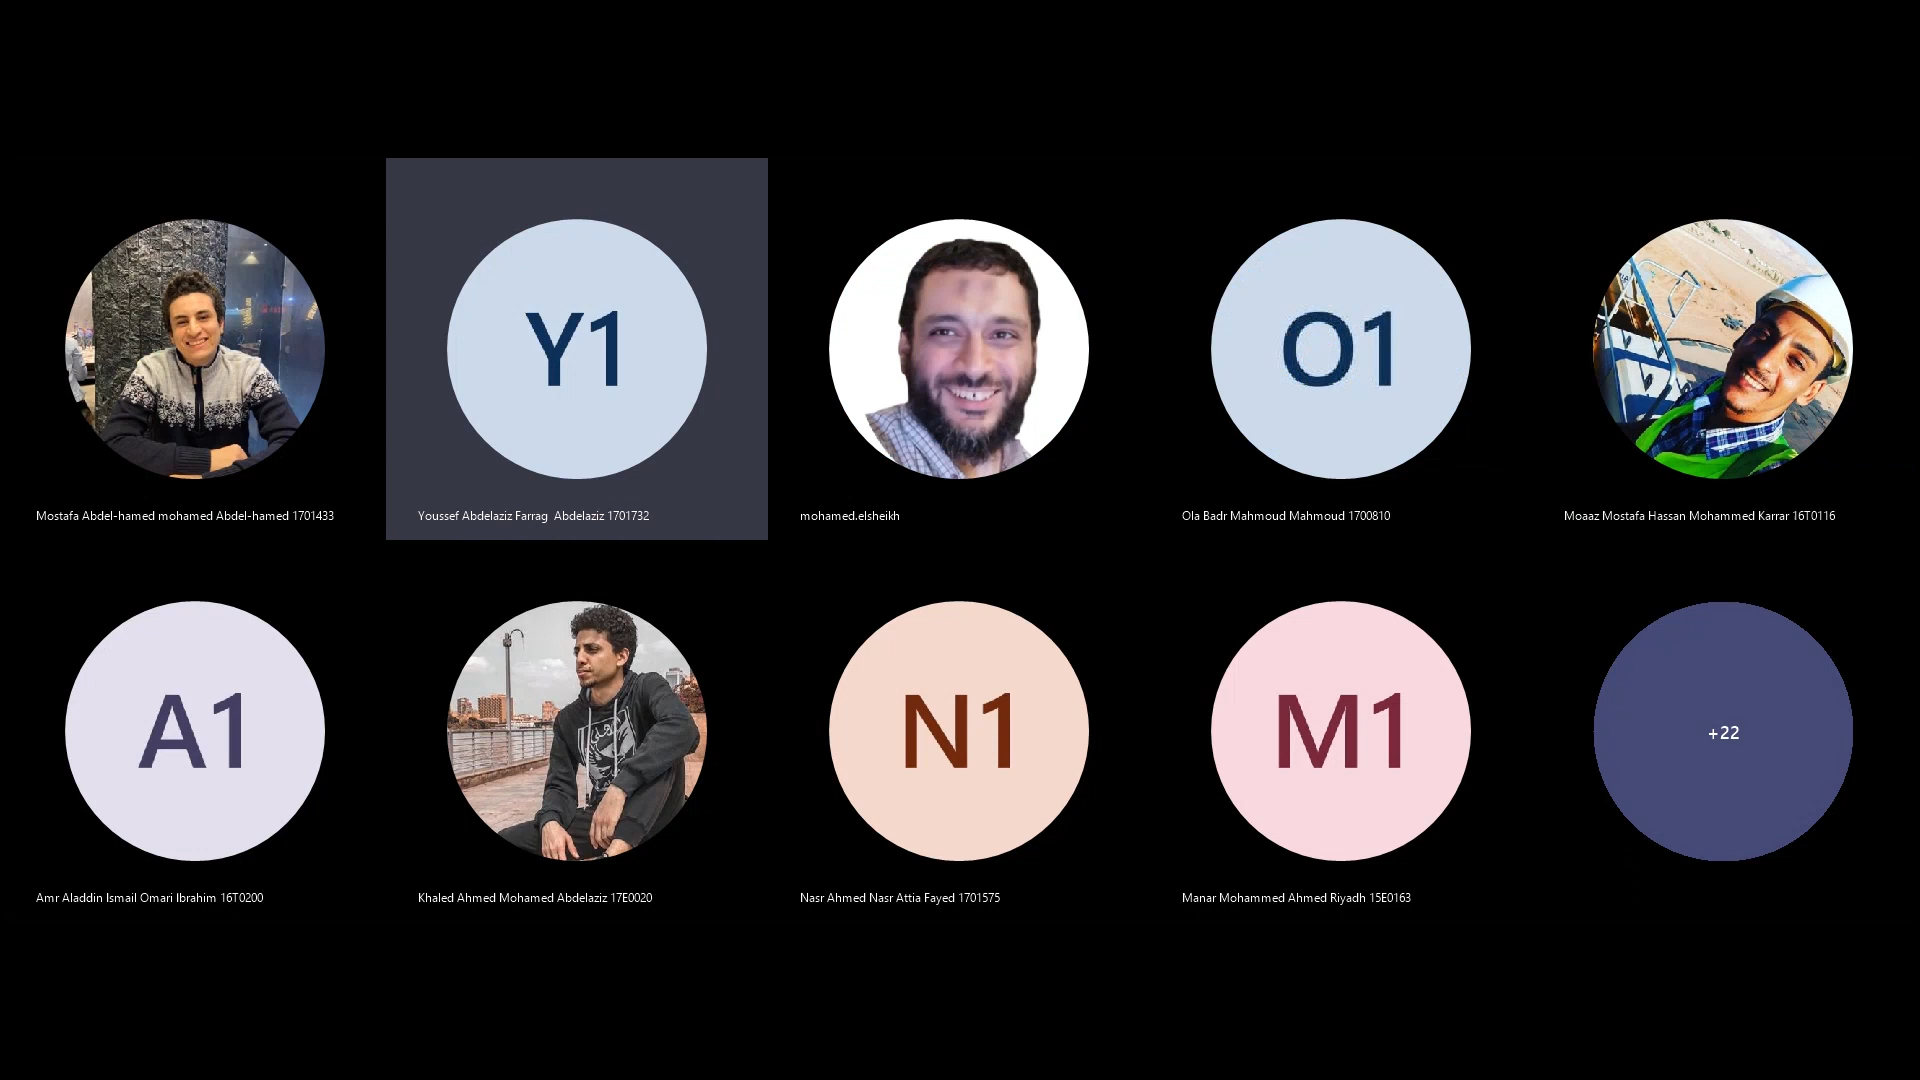 Y1
O1
Mostafa Abdel-hamed mohamed Abdel-hamed 1701433
Youssef Abdelaziz Farrag  Abdelaziz 1701732
mohamed.elsheikh
Ola Badr Mahmoud Mahmoud 1700810
Moaaz Mostafa Hassan Mohammed Karrar 16T0116
A1
N1
M1
+22
Amr Aladdin Ismail Omari Ibrahim 16T0200
Khaled Ahmed Mohamed Abdelaziz 17E0020
Nasr Ahmed Nasr Attia Fayed 1701575
Manar Mohammed Ahmed Riyadh 15E0163